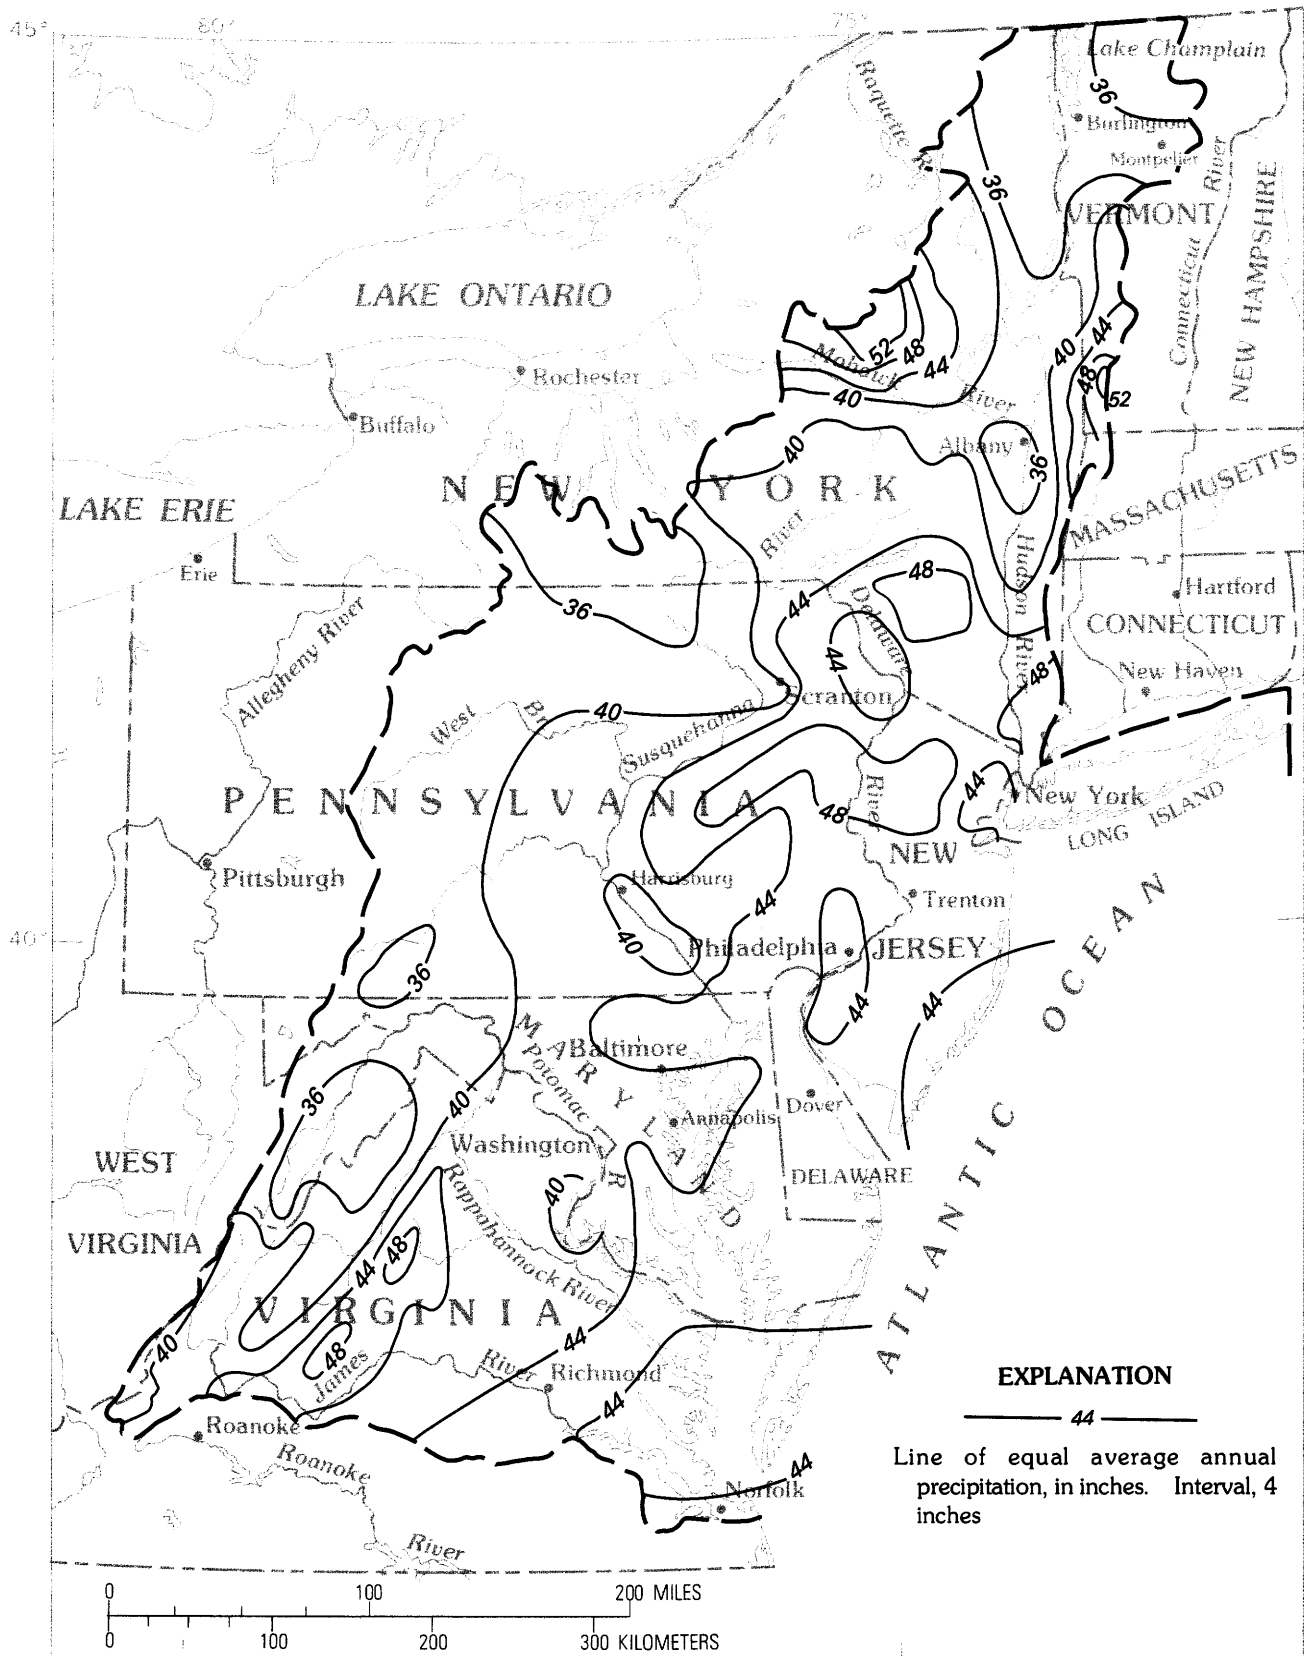 45°
80°
75°
Lake Champlain
Raquette R.
36
Burlington
Montpelier
River
36
VERMONT
Connecticut
NEW HAMPSHIRE
LAKE ONTARIO
52
48
44
Mohawk
River
40
40
44
48
52
Rochester
Buffalo
40
Albany
36
NEW YORK
MASSACHUSETTS
LAKE ERIE
River
Hudson
River
Erie
48
Hartford
36
44
Delaware
CONNECTICUT
Allegheny River
44
New Haven
48
Scranton
West
Br
40
Susquehanna
PENNSYLVANIA
River
44
New York
48
LONG ISLAND
NEW
Pittsburgh
Harrisburg
44
Trenton
40°
40
Philadelphia
JERSEY
36
44
44
ATLANTIC OCEAN
MARYLAND
Baltimore
Potomac
R
36
40
Annapolis
Dover
Washington
WEST
DELAWARE
40
Rappahannock River
VIRGINIA
48
44
VIRGINIA
44
40
48
James
River
Richmond
44
Roanoke
Roanoke
River
44
Norfolk
EXPLANATION
44
Line of equal average annual
precipitation, in inches. Interval, 4
inches
0 100 200 MILES
0 100 200 300 KILOMETERS